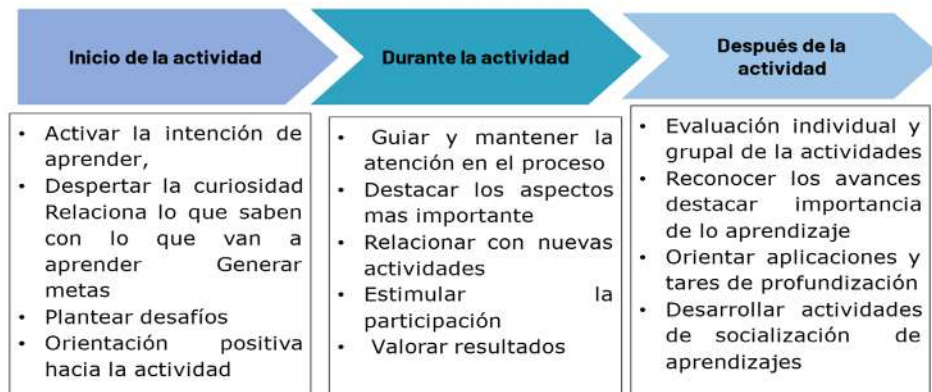 Inicio de la actividad
• Activar la intención de
aprender,
• Despertar la curiosidad
Relaciona lo que saben
con lo que van a
aprender Generar
metas
• Plantear desafíos
• Orientación positiva
hacia la actividad
Durante la actividad
• Guiar y mantener la
atención en el proceso
• Destacar los aspectos
mas importante
• Relacionar con nuevas
actividades
• Estimular la
participación
• Valorar resultados
Después de la
actividad
• Evaluación individual y
grupal de la actividades
• Reconocer los avances
destacar importancia
de lo aprendizaje
• Orientar aplicaciones y
tares de profundización
• Desarrollar actividades
de socialización de
aprendizajes